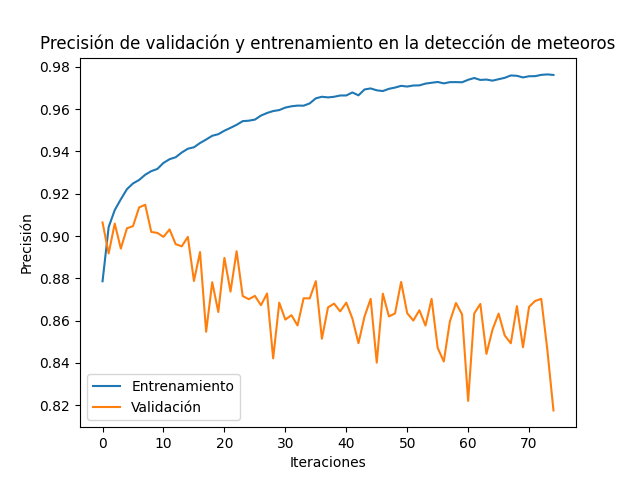 Precisión de validación y entrenamiento en la detección de meteoros
0.98
0.96
0.94
0.92
0.90
0.88
0.86
0.84
0.82
Precisión
Entrenamiento
Validación
0 10 20 30 40 50 60 70
Iteraciones